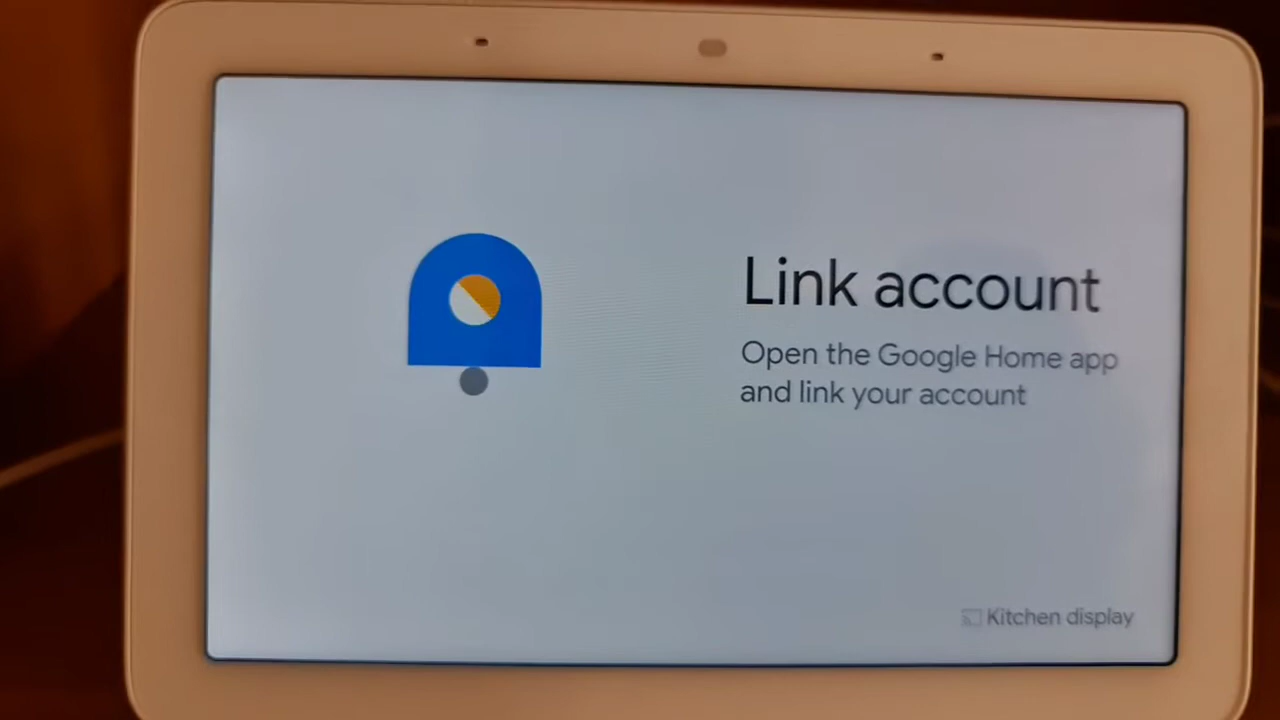 Link account
Open the Google Home app
and link your account
Kitchen display